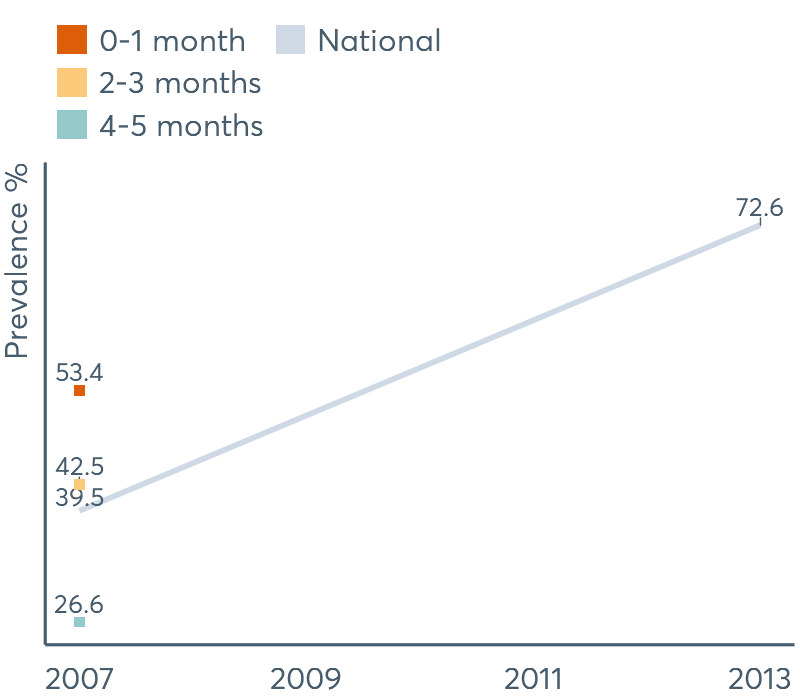 0-1 month National
2-3 months
4-5 months
Prevalence %
72.6
53.4
42.5
39.5
26.6
2007 2009 2011 2013